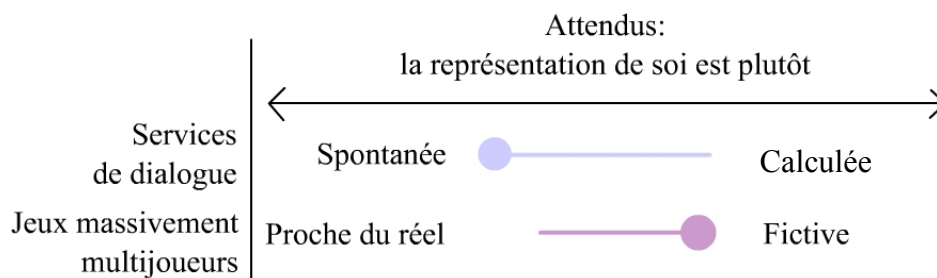 Attendus:
la représentation de soi est plutôt
Services
de dialogue
Spontanée
Calculée
Jeux massivement
multijoueurs
Proche du réel
Fictive